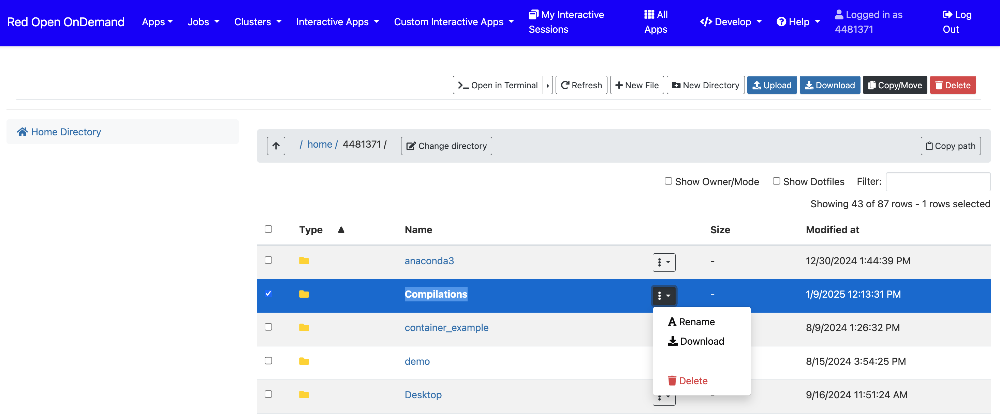 Red Open OnDemand Apps Jobs Clusters Interactive Apps Custom Interactive Apps My Interactive Sessions All Apps Develop Help Logged in as 4481371 Log Out
Open in Terminal Refresh New File New Directory Upload Download Copy/Move Delete
Home Directory
/ home / 4481371 / Change directory Copy path
Show Owner/Mode Show Dotfiles Filter:
Showing 43 of 87 rows - 1 rows selected
Type Name Size Modified at
anaconda3 - 12/30/2024 1:44:39 PM
Compilations - 1/9/2025 12:13:31 PM
Rename
container_example 8/9/2024 1:26:32 PM
Download
demo 8/15/2024 3:54:25 PM
Delete
Desktop - 9/16/2024 11:51:24 AM